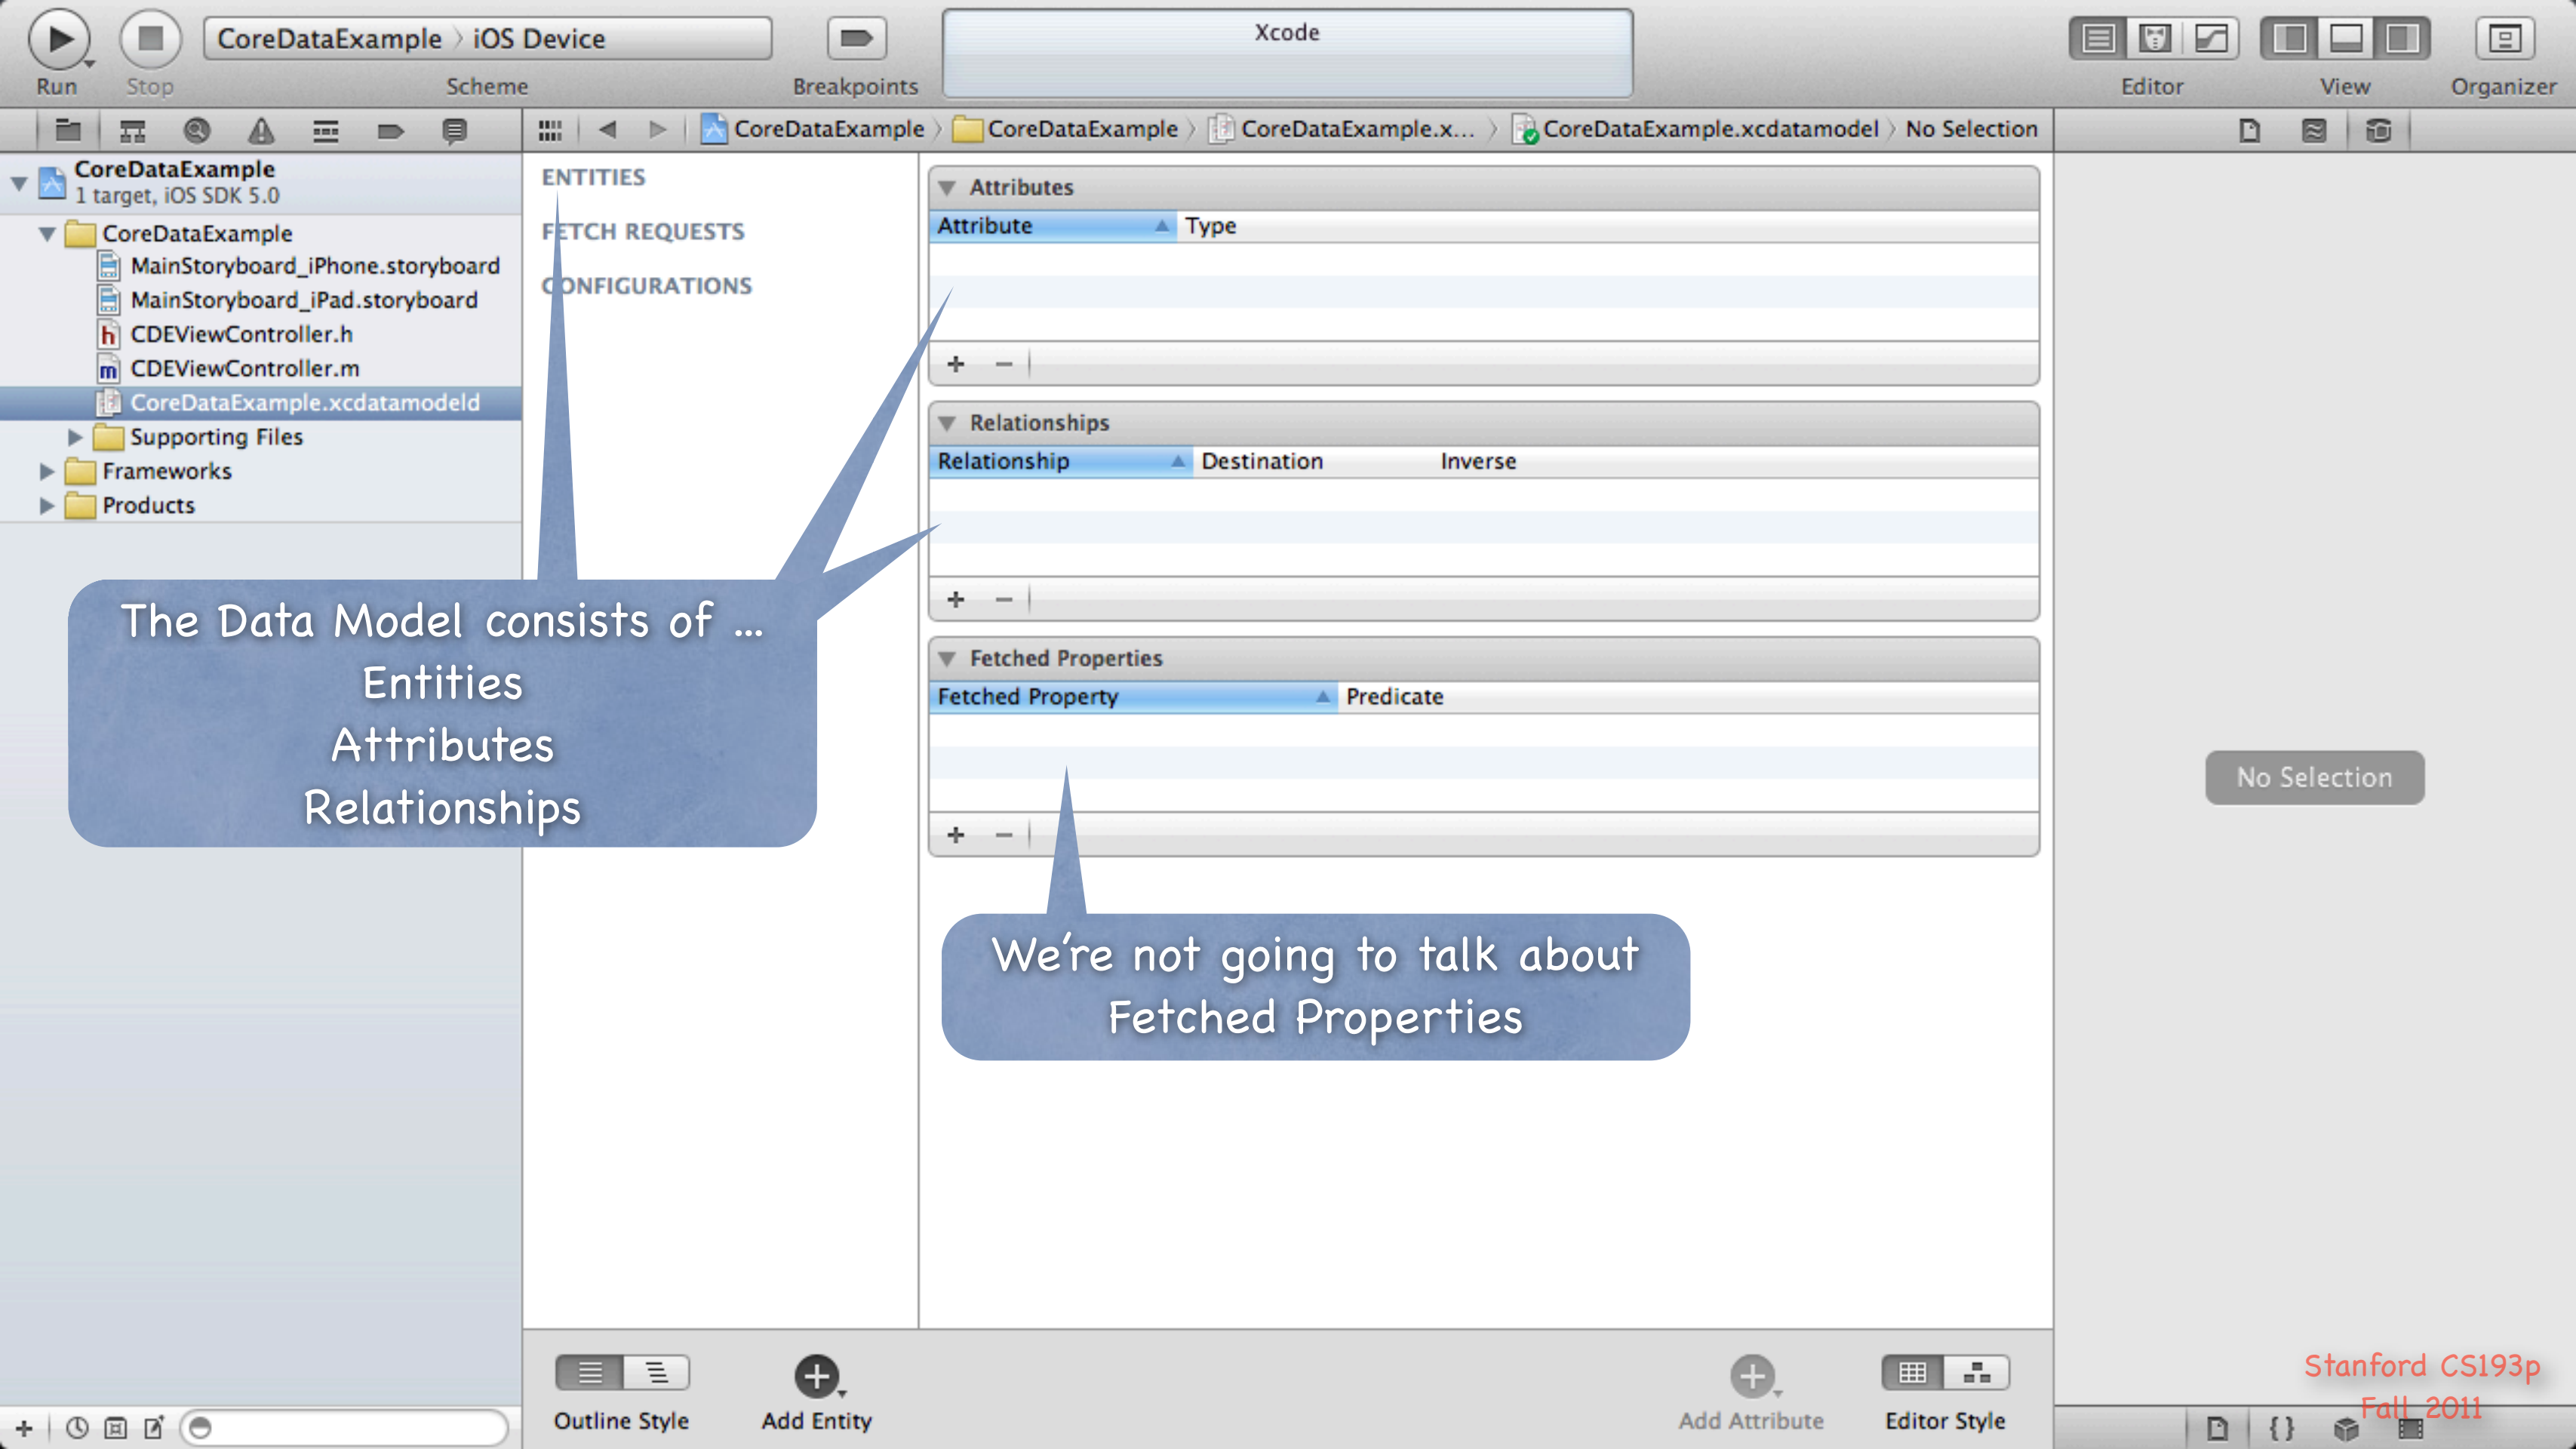 CoreDataExample › iOS Device
Xcode
Run
Stop
Scheme
Breakpoints
Editor
View
Organizer
CoreDataExample
CoreDataExample
CoreDataExample.x...
CoreDataExample.xcdatamodel
No Selection
CoreDataExample
1 target, iOS SDK 5.0
CoreDataExample
MainStoryboard_iPhone.storyboard
MainStoryboard_iPad.storyboard
CDEViewController.h
CDEViewController.m
CoreDataExample.xcdatamodeld
Supporting Files
Frameworks
Products
ENTITIES
FETCH REQUESTS
CONFIGURATIONS
Attributes
Attribute Type
Relationships
Relationship Destination Inverse
Fetched Properties
Fetched Property Predicate
The Data Model consists of ...
Entities
Attributes
Relationships
We're not going to talk about
Fetched Properties
No Selection
Outline Style
Add Entity
Add Attribute
Editor Style
Stanford CS193p
Fall 2011